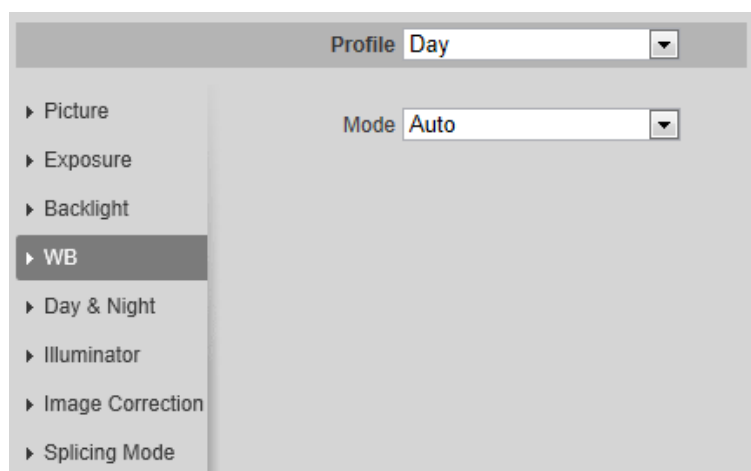 Profile Day
Picture
Mode Auto
Exposure
Backlight
WB
Day & Night
Illuminator
Image Correction
Splicing Mode